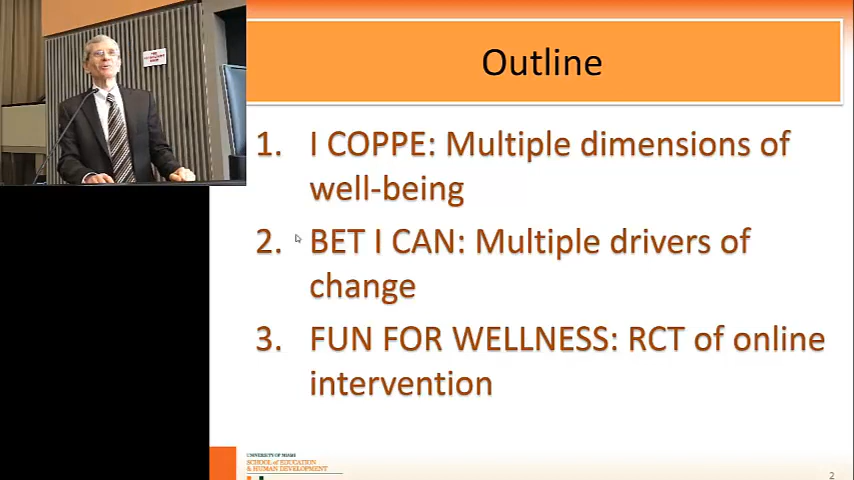 Outline
1. I COPPE: Multiple dimensions of
well-being
2. BET I CAN: Multiple drivers of
change
3. FUN FOR WELLNESS: RCT of online
intervention
UNIVERSITY OF MIAMI
SCHOOL of EDUCATION
& HUMAN DEVELOPMENT
2